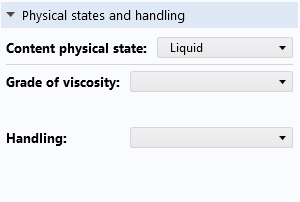 Physical states and handling
Content physical state: Liquid
Grade of viscosity:
Handling: